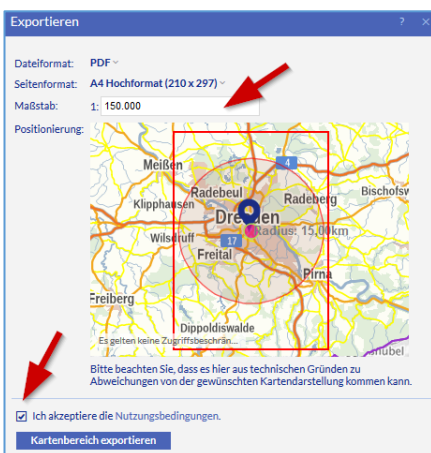 Exportieren ? ×
Dateiformat: PDF
Seitenformat: A4 Hochformat (210 x 297)
Maßstab: 1: 150.000
Positionierung:
Meißen
4
Radebeul
Radeberg
Bischofsw
Klipphausen
Dresden
Radius: 15,00km
Wilsdruff
17
Freital
Pirna
Freiberg
Dippoldiswalde
Es gelten keine Zugriffsbeschrän...
nubel
Bitte beachten Sie, dass es hier aus technischen Gründen zu
Abweichungen von der gewünschten Kartendarstellung kommen kann.
Ich akzeptiere die Nutzungsbedingungen.
Kartenbereich exportieren